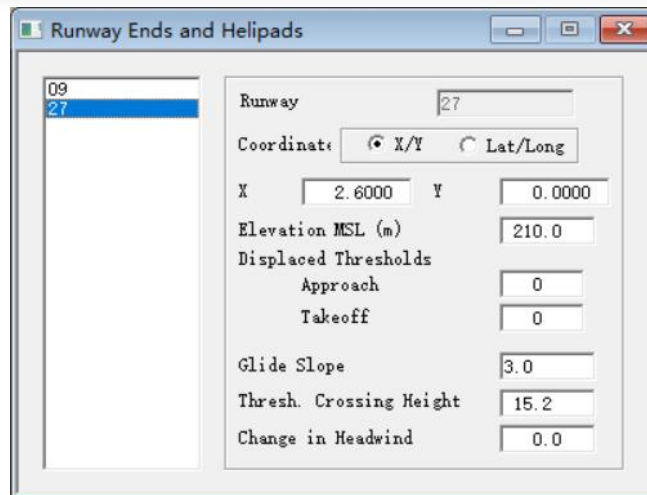 Runway Ends and Helipads
09
27
Runway 27
Coordinate X/Y Lat/Long
X 2.6000 Y 0.0000
Elevation MSL (m) 210.0
Displaced Thresholds
Approach 0
Takeoff 0
Glide Slope 3.0
Thresh. Crossing Height 15.2
Change in Headwind 0.0